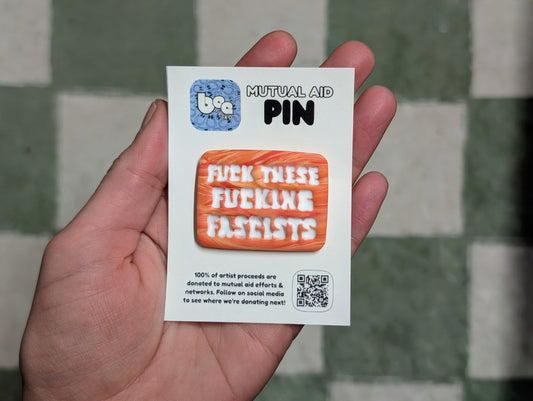 bee
MUTUAL AID
PIN
FUCK THESE
FUCKING
FASCISTS
100% of artist proceeds are
donated to mutual aid efforts &
networks. Follow on social media
to see where we're donating next!